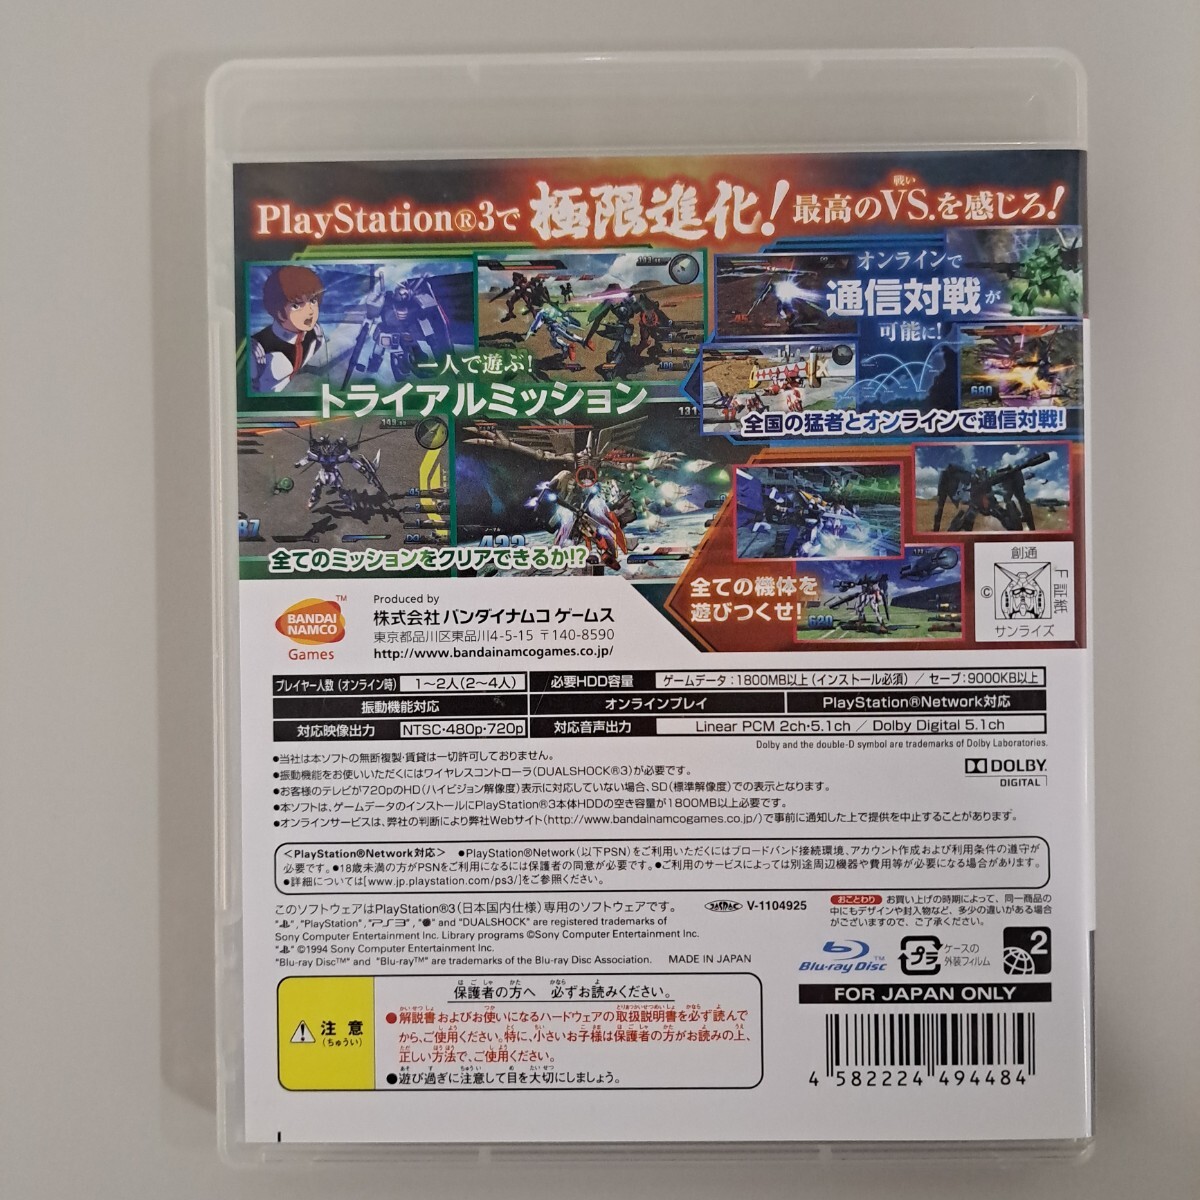 PlayStation®3で 極限進化! 最高のVS.を感じろ!
戦い
一人で遊ぶ!
トライアルミッション
オンラインで
通信対戦が
可能に!
全国の猛者とオンラインで通信対戦!
680
全てのミッションをクリアできるか!?
全ての機体を
遊びつくせ!
620
創通
F証紙
©
サンライズ
BANDAI NAMCO Games
™
Produced by
株式会社 バンダイナムコ ゲームス
東京都品川区東品川4-5-15 〒140-8590
http://www.bandainamcogames.co.jp/
プレイヤー人数 (オンライン時) 1〜2人(2〜4人) 必要HDD容量 ゲームデータ:1800MB以上(インストール必須) / セーブ:9000KB以上
振動機能対応 オンラインプレイ PlayStation®Network対応
対応映像出力 NTSC・480p・720p 対応音声出力 Linear PCM 2ch・5.1ch / Dolby Digital 5.1ch
Dolby and the double-D symbol are trademarks of Dolby Laboratories.
DOLBY
DIGITAL
●当社は本ソフトの無断複製・賃貸は一切許可しておりません。
●振動機能をお使いいただくにはワイヤレスコントローラ(DUALSHOCK®3)が必要です。
●お客様のテレビが720pのHD(ハイビジョン解像度)表示に対応していない場合、SD(標準解像度)での表示となります。
●本ソフトは、ゲームデータのインストールにPlayStation®3本体HDDの空き容量が1800MB以上必要です。
●オンラインサービスは、弊社の判断により弊社Webサイト(http://www.bandainamcogames.co.jp/)で事前に通知した上で提供を中止することがあります。
<PlayStation®Network対応> ●PlayStation®Network(以下PSN)をご利用いただくにはブロードバンド接続環境、アカウント作成および利用条件の遵守が
必要です。●18歳未満の方がPSNをご利用になるには保護者の同意が必要です。●ご利用のサービスによっては別途周辺機器や費用等が必要になる場合があります。
●詳細については[www.jp.playstation.com/ps3/]をご参照ください。
このソフトウェアはPlayStation®3(日本国内仕様)専用のソフトウェアです。
V-1104925
おことわり お買い上げの時期によって、同一商品の
中にもデザインや封入物など、多少の違いがある場合
がございますので、ご了承ください。
", "PlayStation", "PS3", " " and "DUALSHOCK" are registered trademarks of
Sony Computer Entertainment Inc. Library programs ©Sony Computer Entertainment Inc.
" " ©1994 Sony Computer Entertainment Inc.
"Blu-ray Disc™" and "Blu-ray™" are trademarks of the Blu-ray Disc Association. MADE IN JAPAN
Blu-ray Disc™
プラ
ケースの
外装フィルム
2
FOR JAPAN ONLY
注意
(ちゅうい)
保護者の方へ 必ずお読みください。
●解説書およびお使いになるハードウェアの取扱説明書を必ず読んで
から、ご使用ください。特に、小さいお子様は保護者の方がお読みの上、
正しい方法で、ご使用ください。
●遊び過ぎに注意して目を大切にしましょう。
4 582224 494484